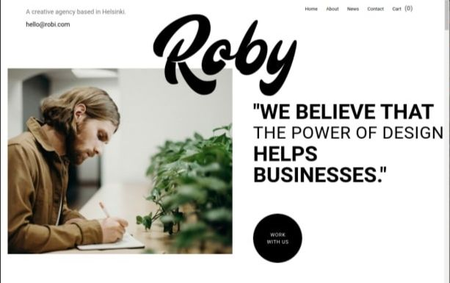 A creative agency based in Helsinki.
hello@robi.com
Home About News Contact Cart (0)
Roby
"WE BELIEVE THAT
THE POWER OF DESIGN
HELPS
BUSINESSES."
WORK
WITH US